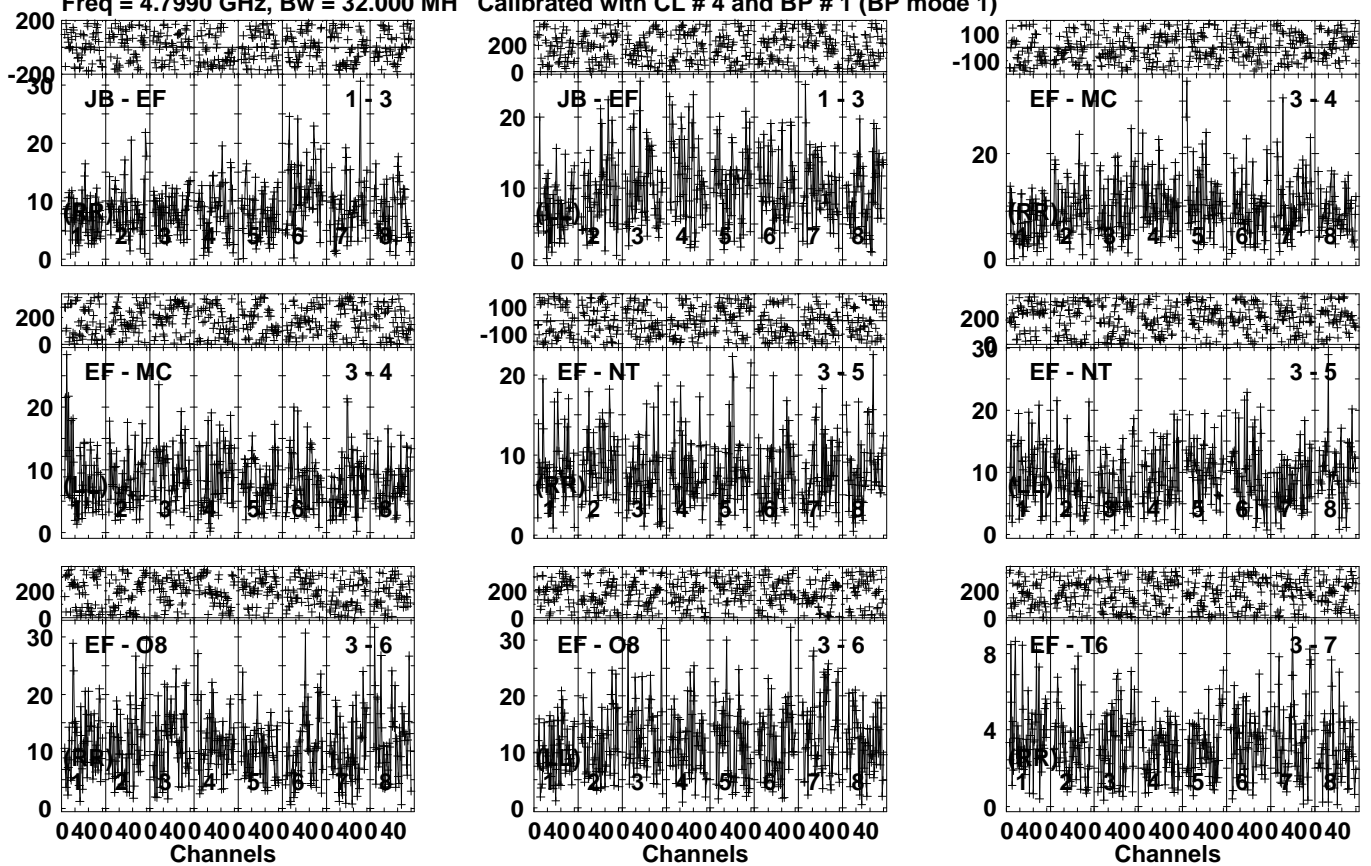 Freq = 4.7990 GHz, Bw = 32.000 MH Calibrated with CL # 4 and BP # 1 (BP mode 1)
200
-200
30
20
10
0
JB - EF 1 - 3
(RR)
1 2 3 4 5 6 7 8
200
0
20
10
0
JB - EF 1 - 3
(LL)
1 2 3 4 5 6 7 8
100
-100
20
0
EF - MC 3 - 4
(RR)
1 2 3 4 5 6 7 8
200
0
20
10
0
EF - MC 3 - 4
(LL)
1 2 3 4 5 6 7 8
100
-100
20
10
0
EF - NT 3 - 5
(RR)
1 2 3 4 5 6 7 8
200
0
30
20
10
0
EF - NT 3 - 5
(LL)
1 2 3 4 5 6 7 8
200
0
30
20
10
0
EF - O8 3 - 6
(RR)
1 2 3 4 5 6 7 8
0 40 0 40 0 40 0 40 0 40 0 40 0 40 0 40
Channels
200
0
30
20
10
0
EF - O8 3 - 6
(LL)
1 2 3 4 5 6 7 8
0 40 0 40 0 40 0 40 0 40 0 40 0 40 0 40
Channels
200
0
8
4
0
EF - T6 3 - 7
(RR)
1 2 3 4 5 6 7 8
0 40 0 40 0 40 0 40 0 40 0 40 0 40 0 40
Channels